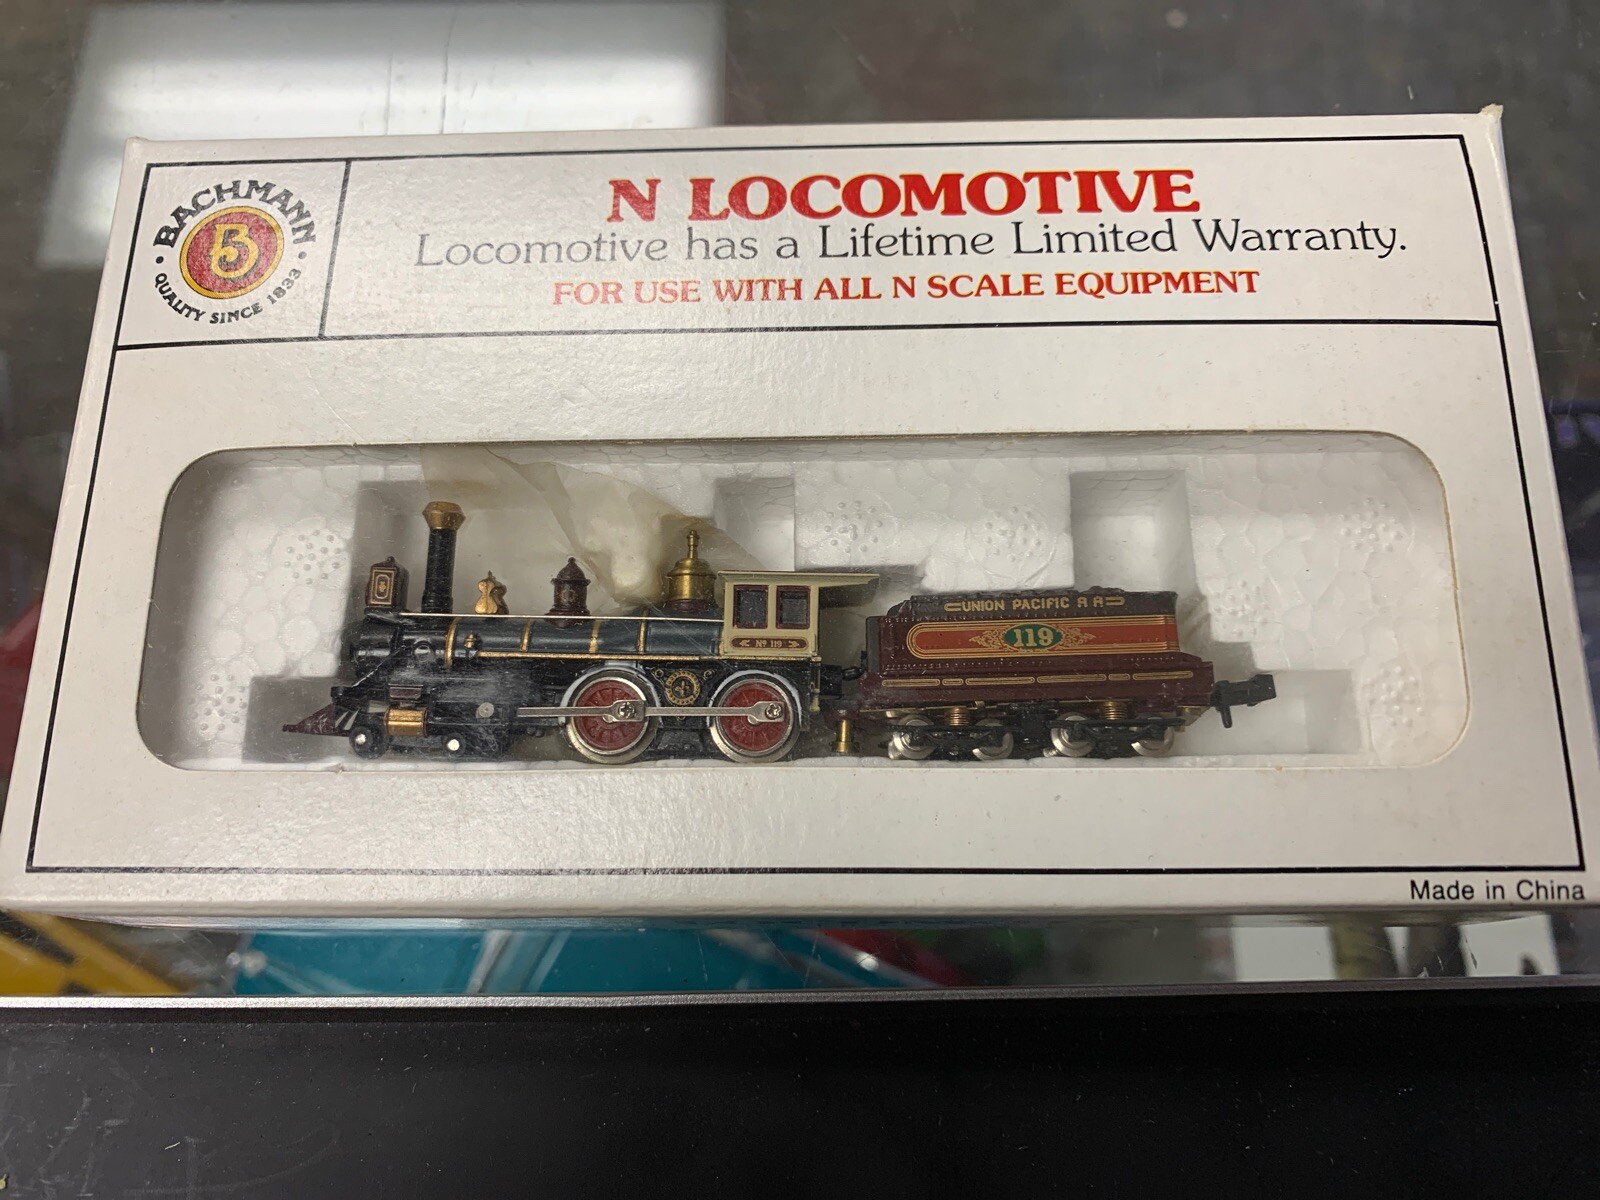 BACHMANN
B
• QUALITY SINCE 1833 •
N LOCOMOTIVE
Locomotive has a Lifetime Limited Warranty.
FOR USE WITH ALL N SCALE EQUIPMENT
UNION PACIFIC R R
119
Nº 119
Made in China